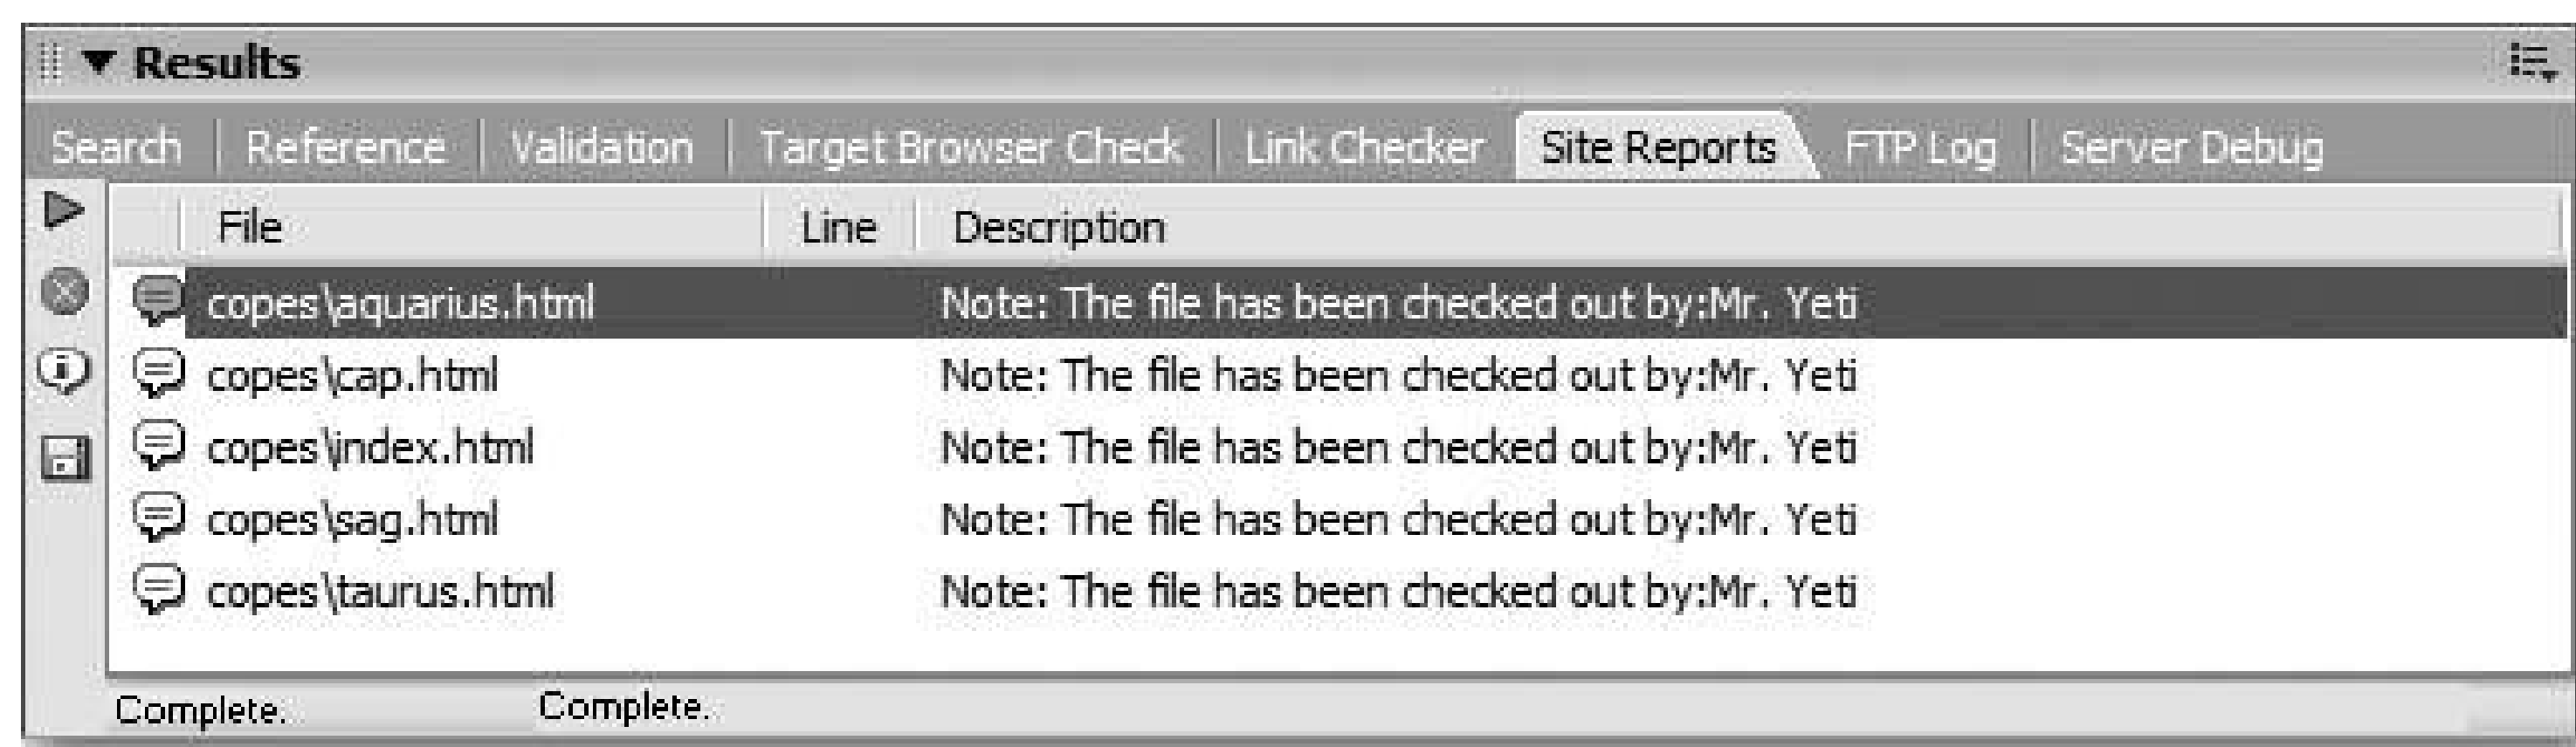 Results
Search Reference Validation Target Browser Check Link Checker Site Reports FTP Log Server Debug
File Line Description
copes\aquarius.html Note: The file has been checked out by:Mr. Yeti
copes\cap.html Note: The file has been checked out by:Mr. Yeti
copes\index.html Note: The file has been checked out by:Mr. Yeti
copes\sag.html Note: The file has been checked out by:Mr. Yeti
copes\taurus.html Note: The file has been checked out by:Mr. Yeti
Complete. Complete.